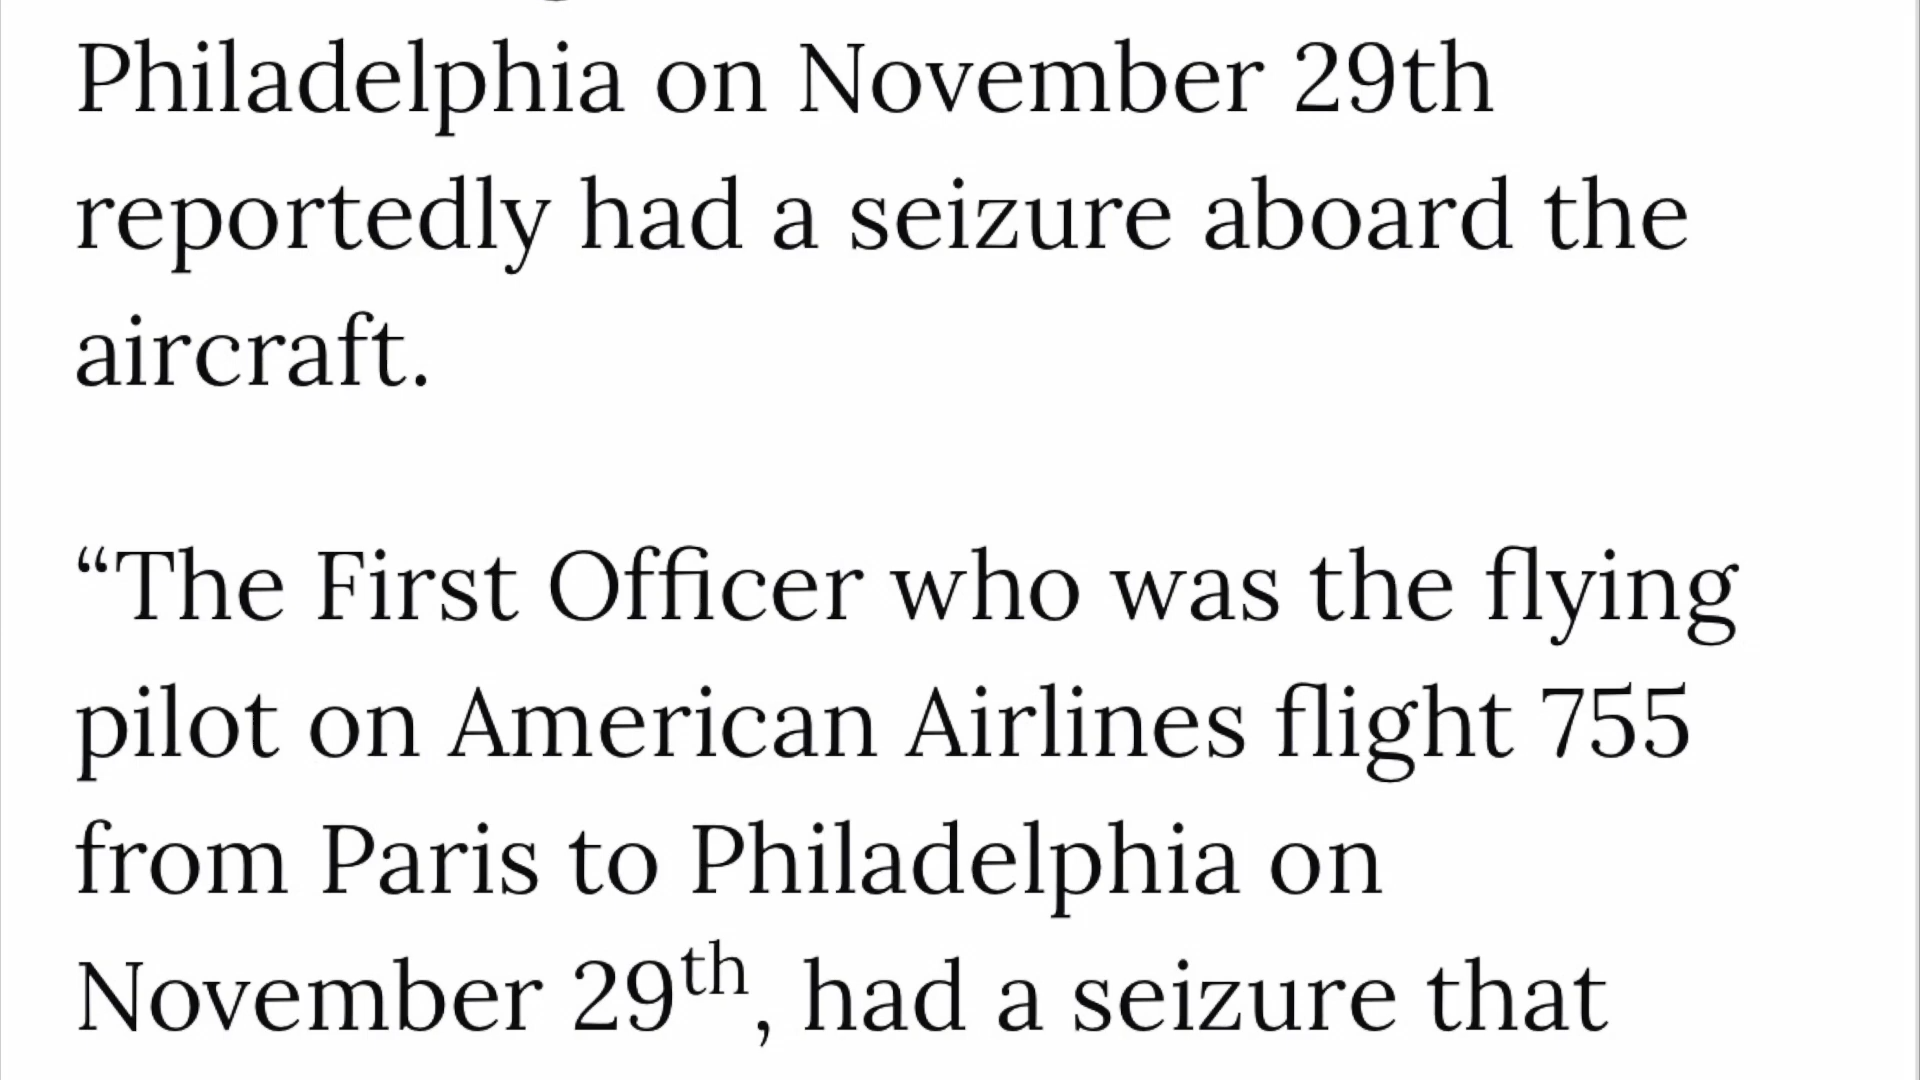 Philadelphia on November 29th
reportedly had a seizure aboard the
aircraft.
“The First Officer who was the flying
pilot on American Airlines flight 755
from Paris to Philadelphia on
November 29th, had a seizure that